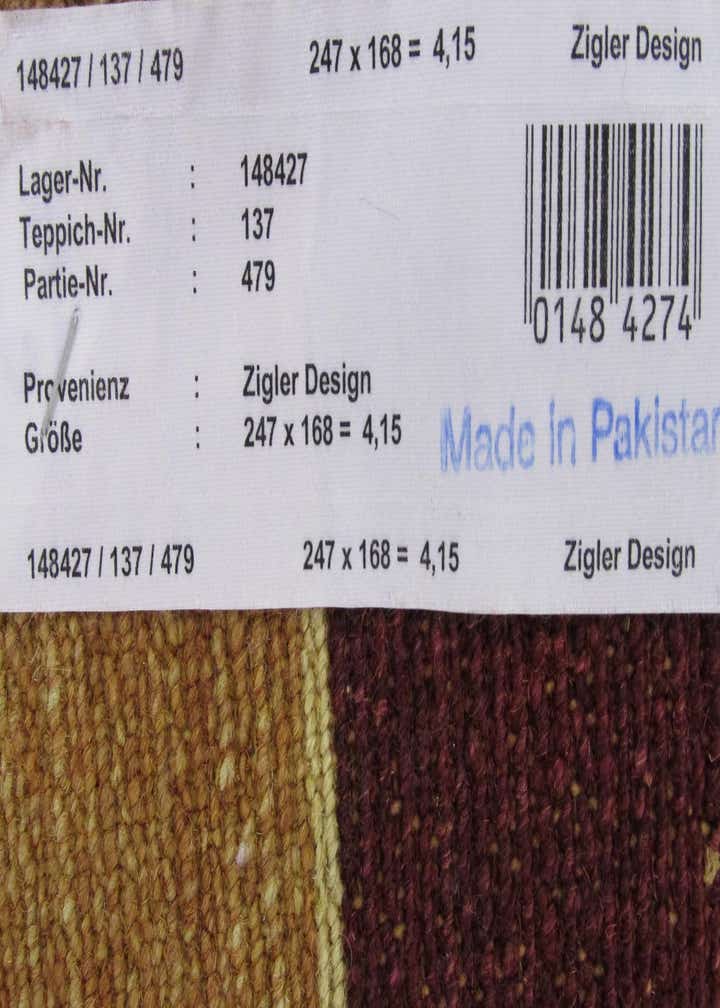 148427 / 137 / 479 247 x 168 = 4,15 Zigler Design
Lager-Nr. : 148427
Teppich-Nr. : 137
Partie-Nr. : 479
0148 4274
Provenienz : Zigler Design
Größe : 247 x 168 = 4,15
Made in Pakistan
148427 / 137 / 479 247 x 168 = 4,15 Zigler Design